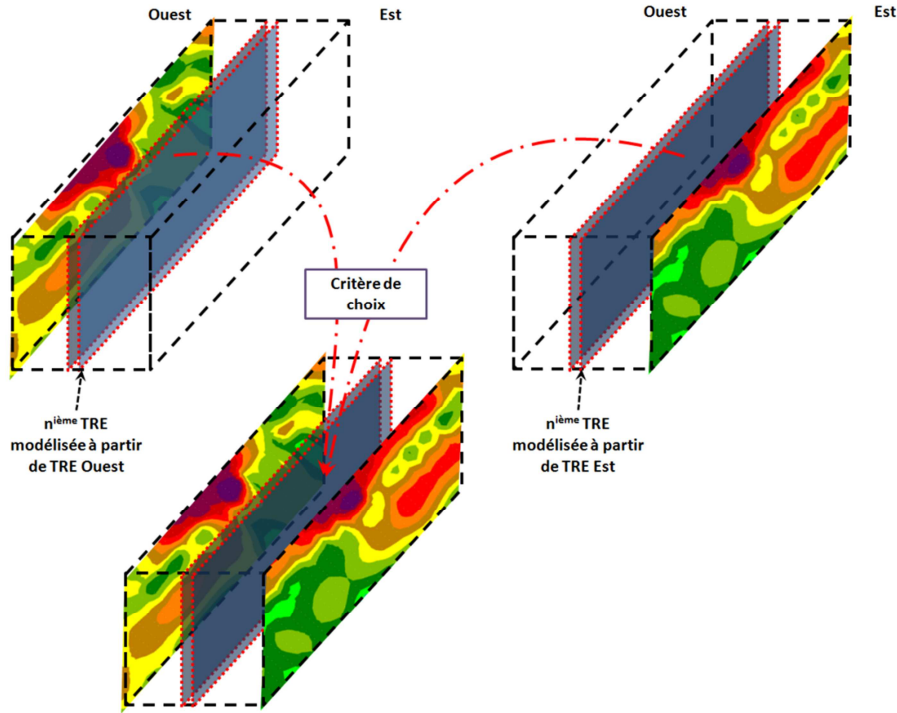 Ouest
Est
Ouest
Est
Critère de
choix
nième TRE
modélisée à partir
de TRE Ouest
nième TRE
modélisée à partir
de TRE Est